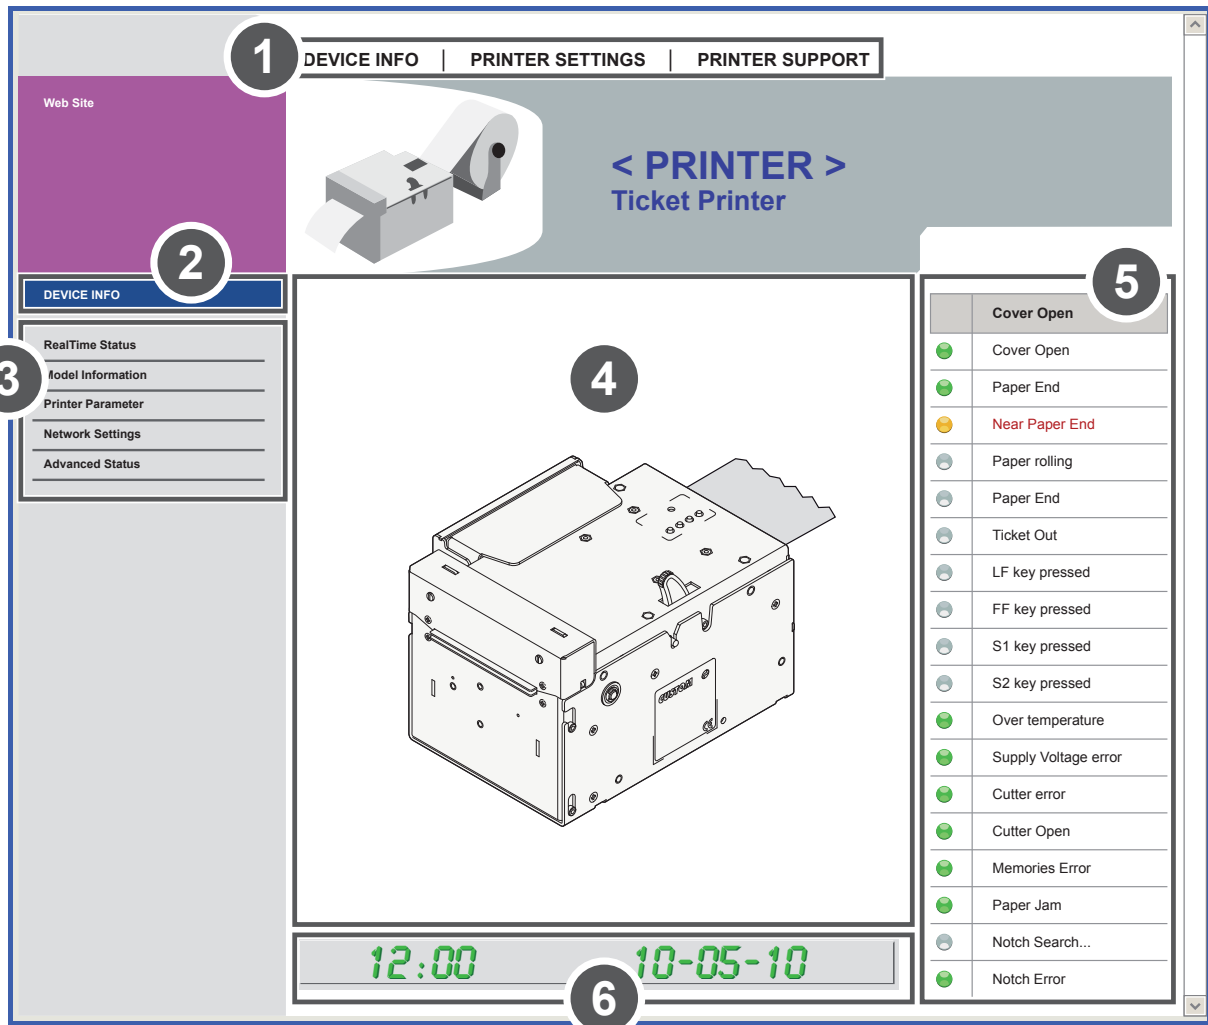 1
DEVICE INFO | PRINTER SETTINGS | PRINTER SUPPORT
Web Site
< PRINTER >
Ticket Printer
2
DEVICE INFO
3
RealTime Status
Model Information
Printer Parameter
Network Settings
Advanced Status
4
CUSTOM
CE
5
Cover Open
Cover Open
Paper End
Near Paper End
Paper rolling
Paper End
Ticket Out
LF key pressed
FF key pressed
S1 key pressed
S2 key pressed
Over temperature
Supply Voltage error
Cutter error
Cutter Open
Memories Error
Paper Jam
Notch Search...
Notch Error
12:00 10-05-10
6